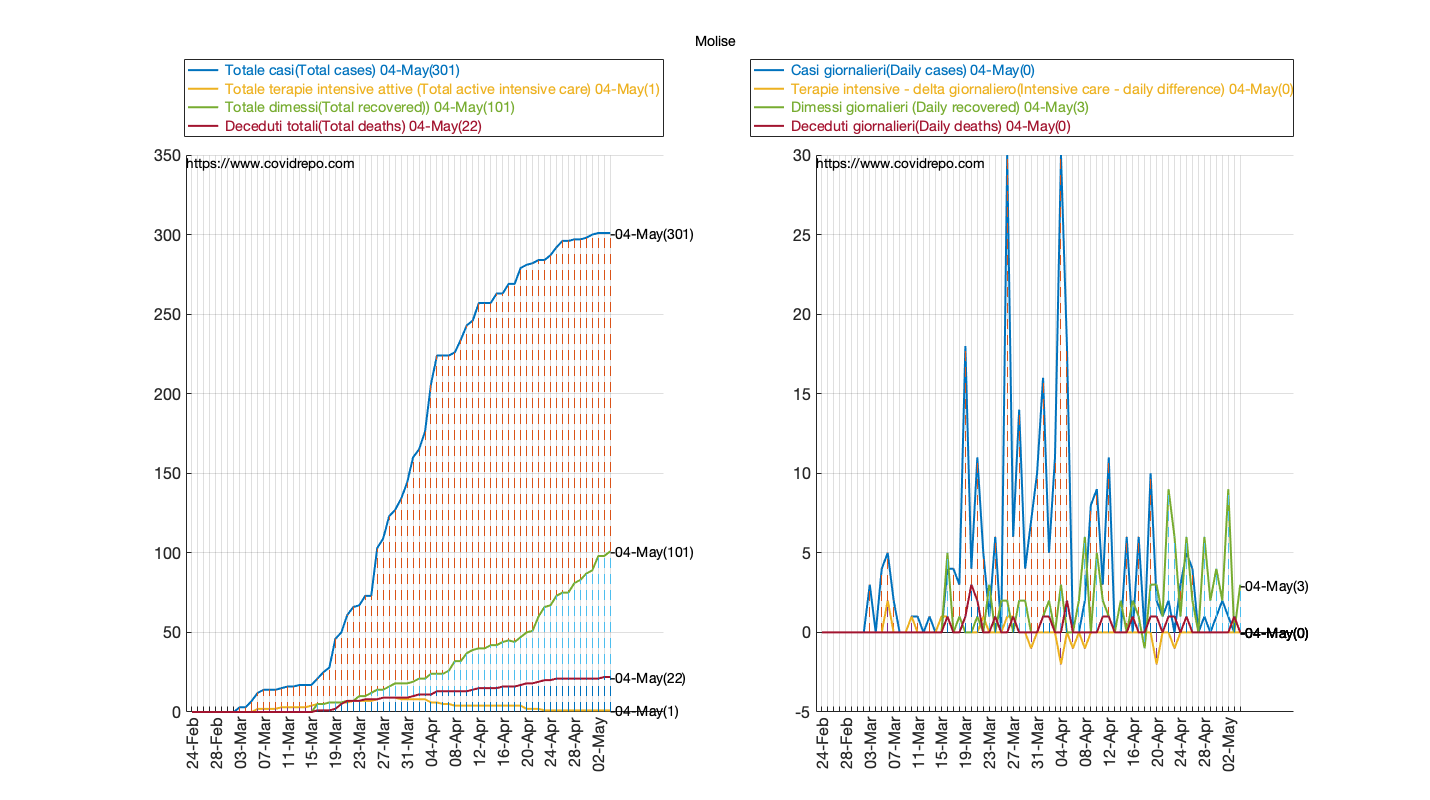 Molise
Totale casi(Total cases) 04-May(301)
Totale terapie intensive attive (Total active intensive care) 04-May(1)
Totale dimessi(Total recovered)) 04-May(101)
Deceduti totali(Total deaths) 04-May(22)
350
https://www.covidrepo.com
300
-04-May(301)
250
200
150
100
-04-May(101)
50
-04-May(22)
0
-04-May(1)
24-Feb
28-Feb
03-Mar
07-Mar
11-Mar
15-Mar
19-Mar
23-Mar
27-Mar
31-Mar
04-Apr
08-Apr
12-Apr
16-Apr
20-Apr
24-Apr
28-Apr
02-May
Casi giornalieri(Daily cases) 04-May(0)
Terapie intensive - delta giornaliero(Intensive care - daily difference) 04-May(0)
Dimessi giornalieri (Daily recovered) 04-May(3)
Deceduti giornalieri(Daily deaths) 04-May(0)
30
https://www.covidrepo.com
25
20
15
10
5
-04-May(3)
0
-04-May(0)
-5
24-Feb
28-Feb
03-Mar
07-Mar
11-Mar
15-Mar
19-Mar
23-Mar
27-Mar
31-Mar
04-Apr
08-Apr
12-Apr
16-Apr
20-Apr
24-Apr
28-Apr
02-May